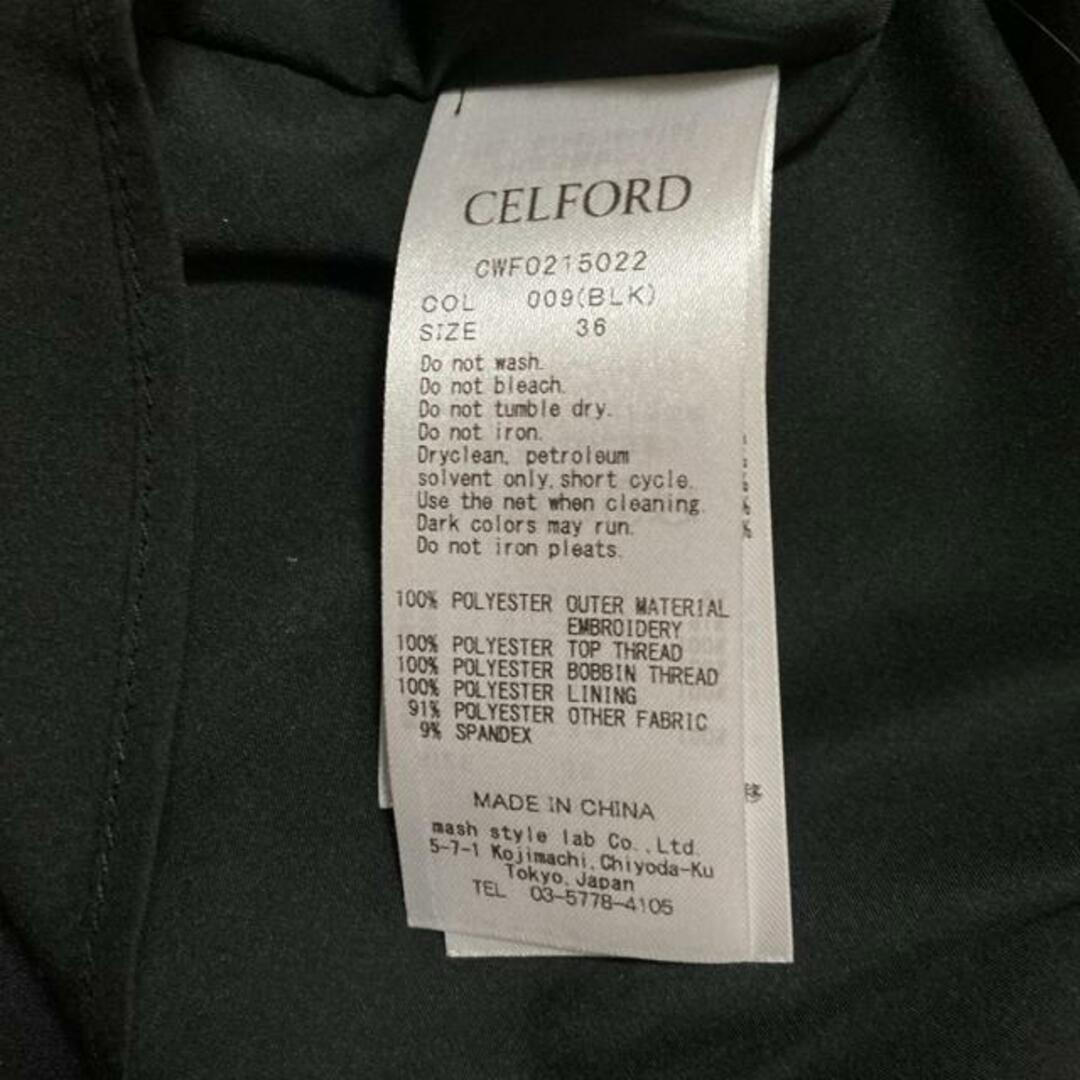 CELFORD
CWF0215022
COL 009(BLK)
SIZE 36
Do not wash.
Do not bleach.
Do not tumble dry.
Do not iron.
Dryclean, petroleum
solvent only, short cycle.
Use the net when cleaning.
Dark colors may run.
Do not iron pleats.
100% POLYESTER OUTER MATERIAL
EMBROIDERY
100% POLYESTER TOP THREAD
100% POLYESTER BOBBIN THREAD
100% POLYESTER LINING
91% POLYESTER OTHER FABRIC
9% SPANDEX
MADE IN CHINA
mash style lab Co.,Ltd.
5-7-1 Kojimachi,Chiyoda-Ku
Tokyo,Japan
TEL 03-5778-4105